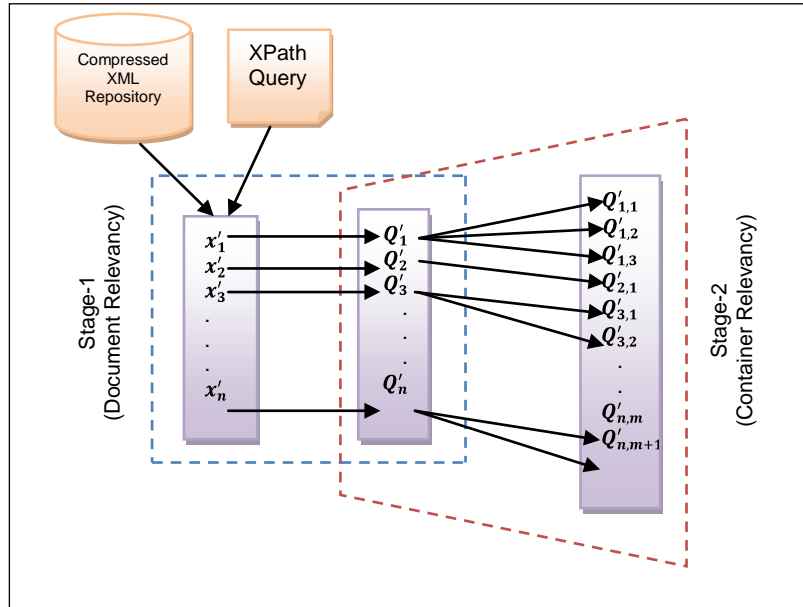 Compressed
XML
Repository
XPath
Query
Stage-1
(Document Relevancy)
x′₁
x′₂
x′₃
.
.
.
.
x′ₙ
Q′₁
Q′₂
Q′₃
.
.
.
.
Q′ₙ
Q′₁,₁
Q′₁,₂
Q′₁,₃
Q′₂,₁
Q′₃,₁
Q′₃,₂
.
.
Q′ₙ,ₘ
Q′ₙ,ₘ₊₁
Stage-2
(Container Relevancy)